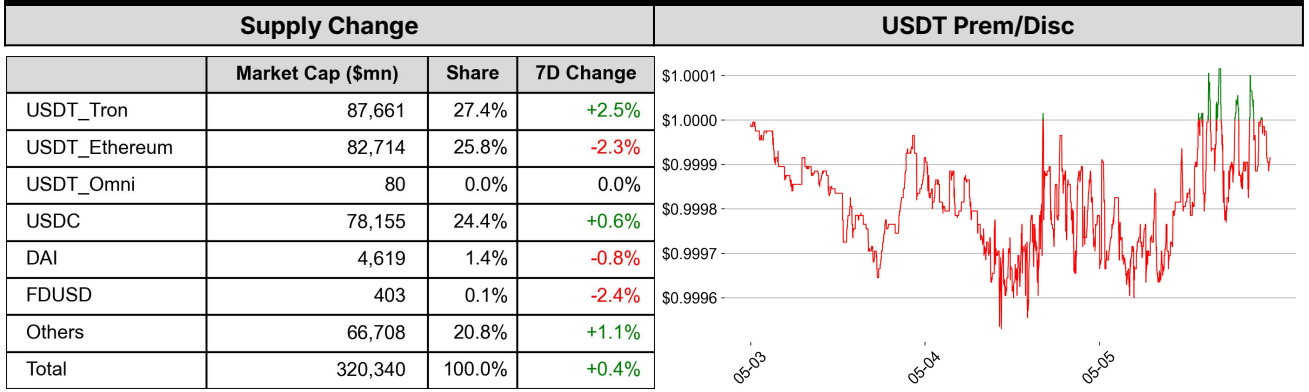 Supply Change
USDT Prem/Disc
Market Cap ($mn) Share 7D Change
USDT_Tron 87,661 27.4% +2.5%
USDT_Ethereum 82,714 25.8% -2.3%
USDT_Omni 80 0.0% 0.0%
USDC 78,155 24.4% +0.6%
DAI 4,619 1.4% -0.8%
FDUSD 403 0.1% -2.4%
Others 66,708 20.8% +1.1%
Total 320,340 100.0% +0.4%
$1.0001
$1.0000
$0.9999
$0.9998
$0.9997
$0.9996
05-03 05-04 05-05